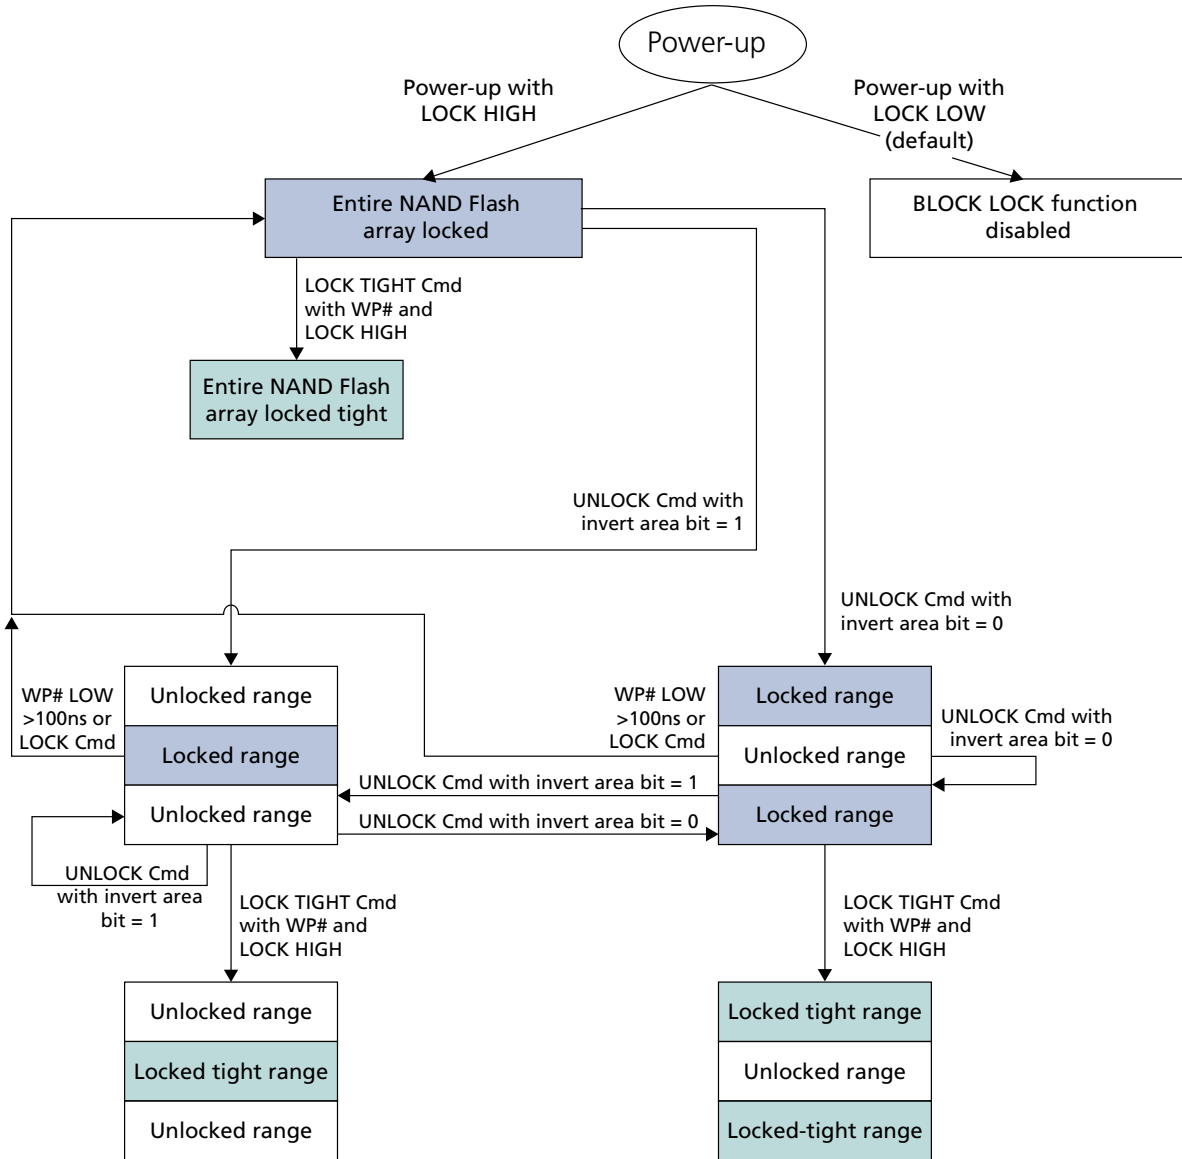 Power-up
Power-up with
LOCK HIGH
Power-up with
LOCK LOW
(default)
Entire NAND Flash
array locked
BLOCK LOCK function
disabled
LOCK TIGHT Cmd
with WP# and
LOCK HIGH
Entire NAND Flash
array locked tight
UNLOCK Cmd with
invert area bit = 1
UNLOCK Cmd with
invert area bit = 0
WP# LOW
>100ns or
LOCK Cmd
Unlocked range
Locked range
Unlocked range
WP# LOW
>100ns or
LOCK Cmd
Locked range
Unlocked range
Locked range
UNLOCK Cmd with
invert area bit = 0
UNLOCK Cmd with invert area bit = 1
UNLOCK Cmd with invert area bit = 0
UNLOCK Cmd
with invert area
bit = 1
LOCK TIGHT Cmd
with WP# and
LOCK HIGH
LOCK TIGHT Cmd
with WP# and
LOCK HIGH
Unlocked range
Locked tight range
Unlocked range
Locked tight range
Unlocked range
Locked-tight range